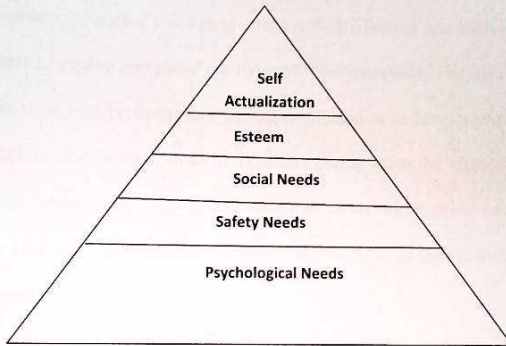 Self
Actualization
Esteem
Social Needs
Safety Needs
Psychological Needs